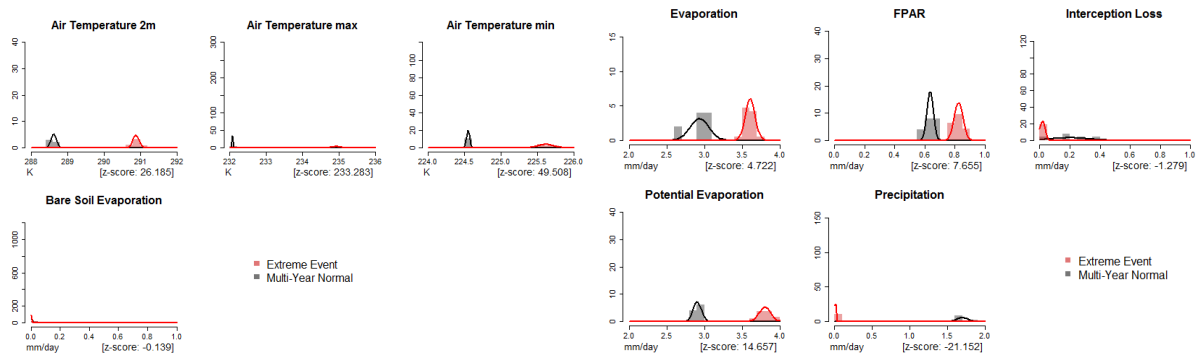 Air Temperature 2m
40
30
20
10
0
288 289 290 291 292
K [z-score: 26.185]
Air Temperature max
300
200
100
50
0
232 233 234 235 236
K [z-score: 233.283]
Air Temperature min
120
80
60
40
20
0
224.0 224.5 225.0 225.5 226.0
K [z-score: 49.508]
Evaporation
15
10
5
0
2.0 2.5 3.0 3.5 4.0
mm/day [z-score: 4.722]
FPAR
40
30
20
10
0
0.0 0.2 0.4 0.6 0.8 1.0
mm/day [z-score: 7.655]
Interception Loss
120
80
60
40
20
0
0.0 0.2 0.4 0.6 0.8 1.0
mm/day [z-score: -1.279]
Bare Soil Evaporation
1000
600
400
200
0
0.0 0.2 0.4 0.6 0.8 1.0
mm/day [z-score: -0.139]
Extreme Event
Multi-Year Normal
Potential Evaporation
40
30
20
10
0
2.0 2.5 3.0 3.5 4.0
mm/day [z-score: 14.657]
Precipitation
150
100
50
0
0.0 0.5 1.0 1.5 2.0
mm/day [z-score: -21.152]
Extreme Event
Multi-Year Normal